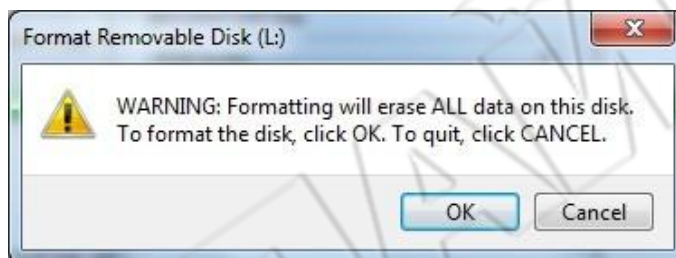 Format Removable Disk (L:)
WARNING: Formatting will erase ALL data on this disk.
To format the disk, click OK. To quit, click CANCEL.
OK
Cancel